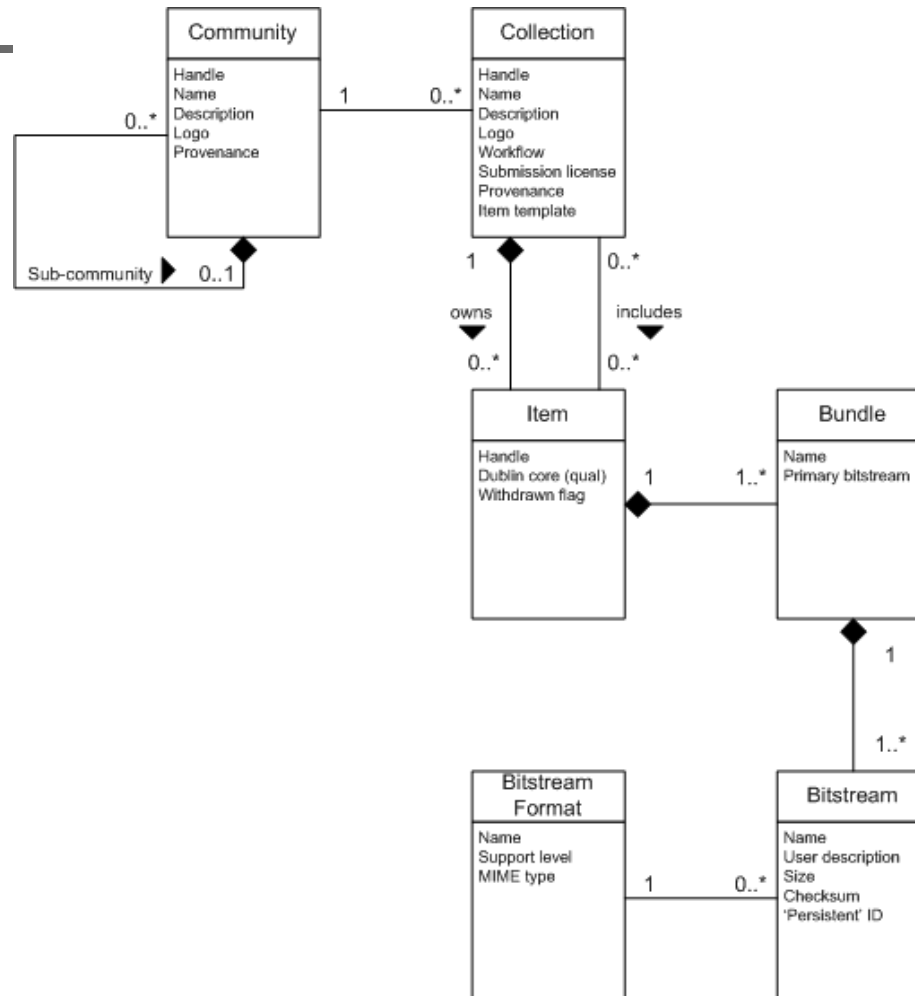 Community
Handle
Name
Description
Logo
Provenance
0..*
Sub-community
0..1
1
0..*
Collection
Handle
Name
Description
Logo
Workflow
Submission license
Provenance
Item template
1
0..*
owns
includes
0..*
0..*
Item
Handle
Dublin core (qual)
Withdrawn flag
1
1..*
Bundle
Name
Primary bitstream
1
1..*
Bitstream
Format
Name
Support level
MIME type
1
0..*
Bitstream
Name
User description
Size
Checksum
'Persistent' ID